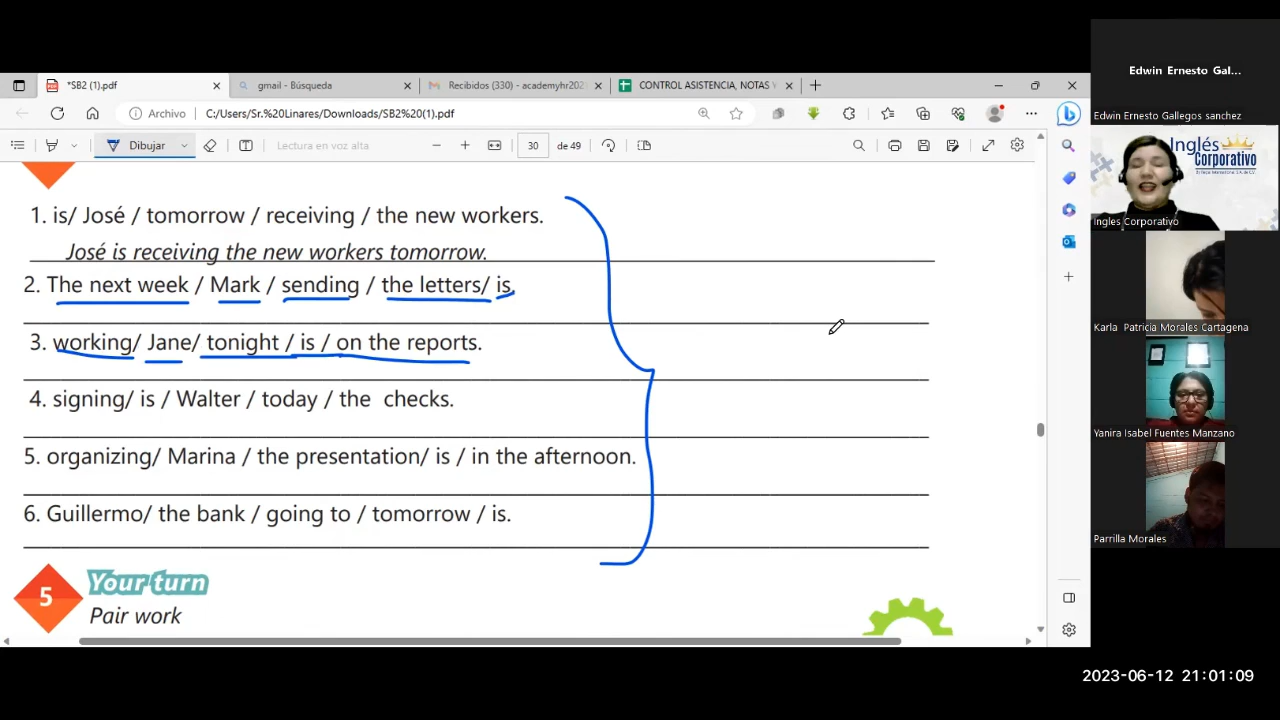 *SB2 (1).pdf
gmail - Búsqueda
Recibidos (330) - academyhr202
CONTROL ASISTENCIA, NOTAS Y
Archivo
C:/Users/Sr.%20Linares/Downloads/SB2%20(1).pdf
Dibujar
Lectura en voz alta
30
de 49
1. is/ José / tomorrow / receiving / the new workers.
José is receiving the new workers tomorrow.
2. The next week / Mark / sending / the letters/ is.
3. working/ Jane/ tonight / is / on the reports.
4. signing/ is / Walter / today / the checks.
5. organizing/ Marina / the presentation/ is / in the afternoon.
6. Guillermo/ the bank / going to / tomorrow / is.
5
Your turn
Pair work
Edwin Ernesto Gal...
Edwin Ernesto Gallegos sanchez
Inglés
Corporativo
Ingles Corporativo
Karla Patricia Morales Cartagena
Yanira Isabel Fuentes Manzano
Parrilla Morales
2023-06-12 21:01:09